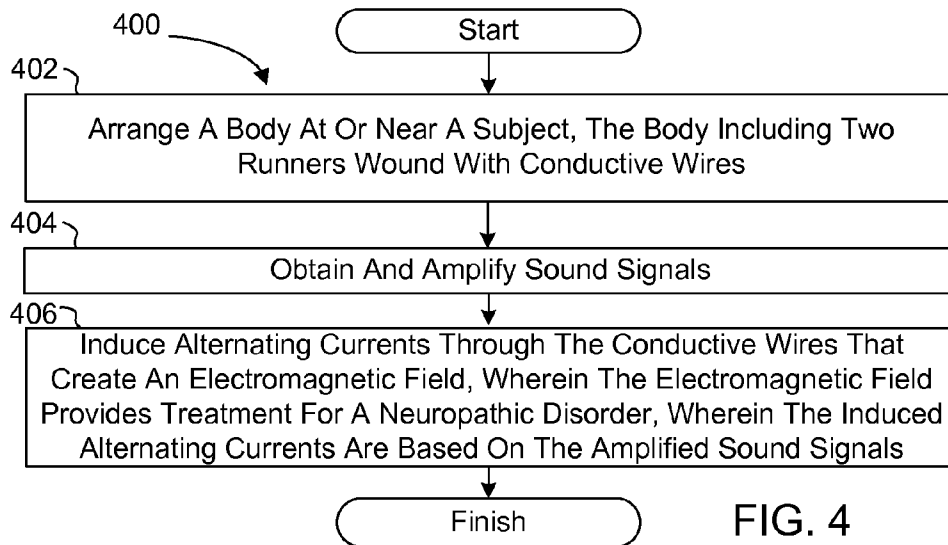 400
Start
402
Arrange A Body At Or Near A Subject, The Body Including Two
Runners Wound With Conductive Wires
404
Obtain And Amplify Sound Signals
406
Induce Alternating Currents Through The Conductive Wires That
Create An Electromagnetic Field, Wherein The Electromagnetic Field
Provides Treatment For A Neuropathic Disorder, Wherein The Induced
Alternating Currents Are Based On The Amplified Sound Signals
Finish
FIG. 4